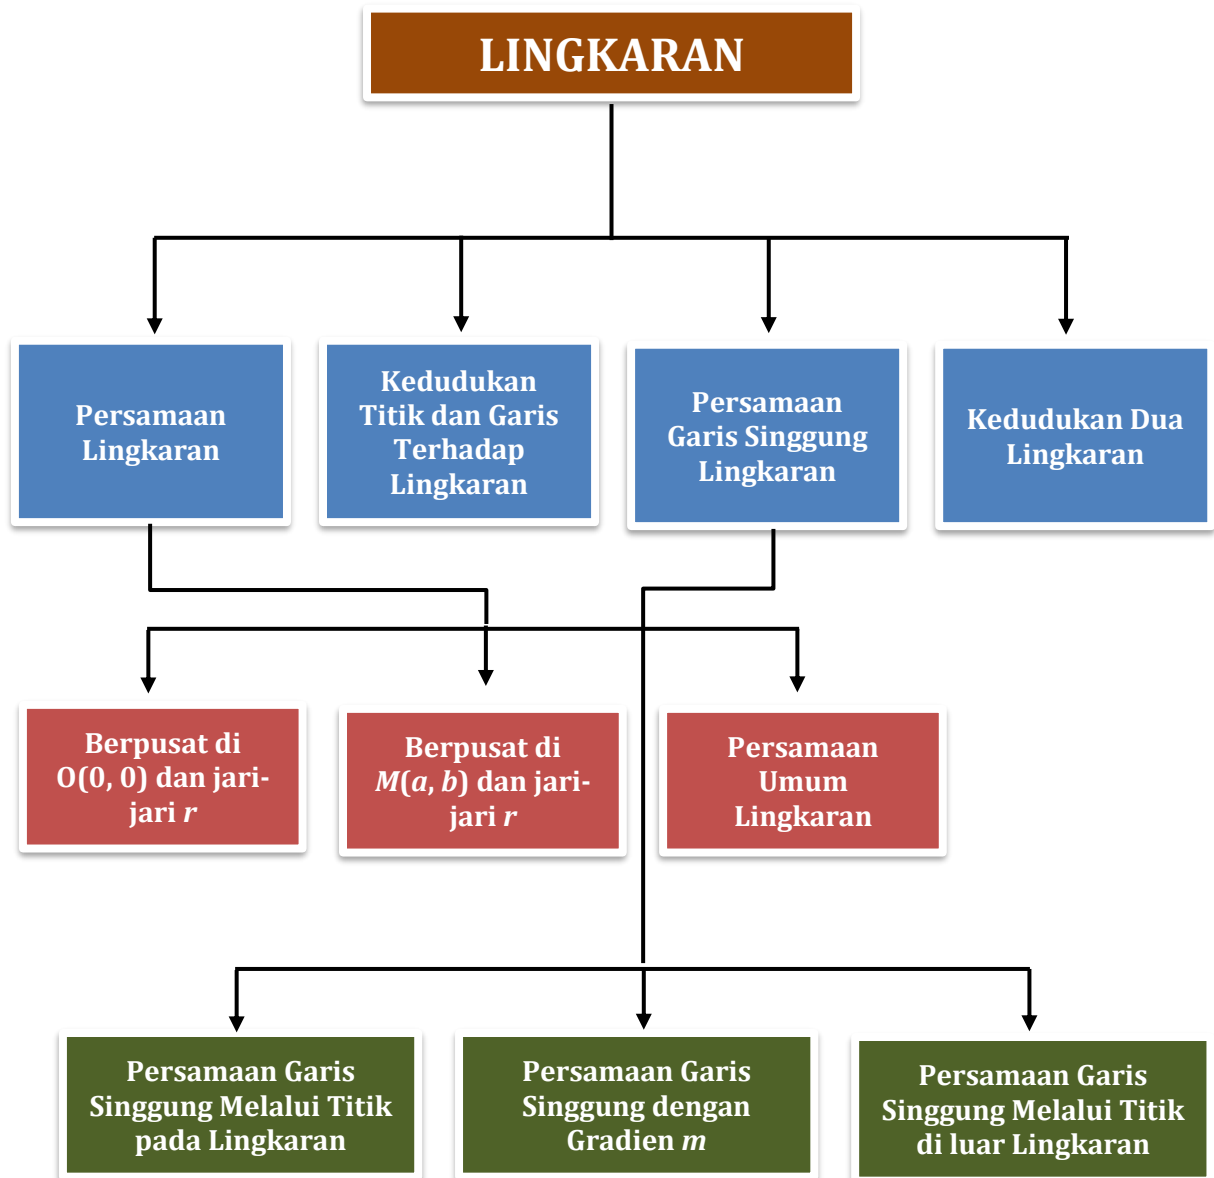 LINGKARAN
Persamaan
Lingkaran
Kedudukan
Titik dan Garis
Terhadap
Lingkaran
Persamaan
Garis Singgung
Lingkaran
Kedudukan Dua
Lingkaran
Berpusat di
O(0, 0) dan jari-
jari r
Berpusat di
M(a, b) dan jari-
jari r
Persamaan
Umum
Lingkaran
Persamaan Garis
Singgung Melalui Titik
pada Lingkaran
Persamaan Garis
Singgung dengan
Gradien m
Persamaan Garis
Singgung Melalui Titik
di luar Lingkaran